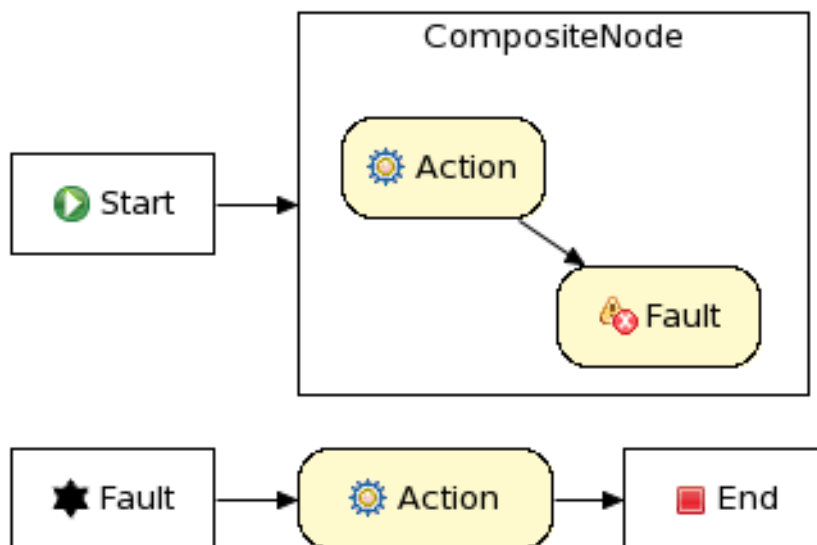 CompositeNode
Action
Start
Fault
Fault
Action
End